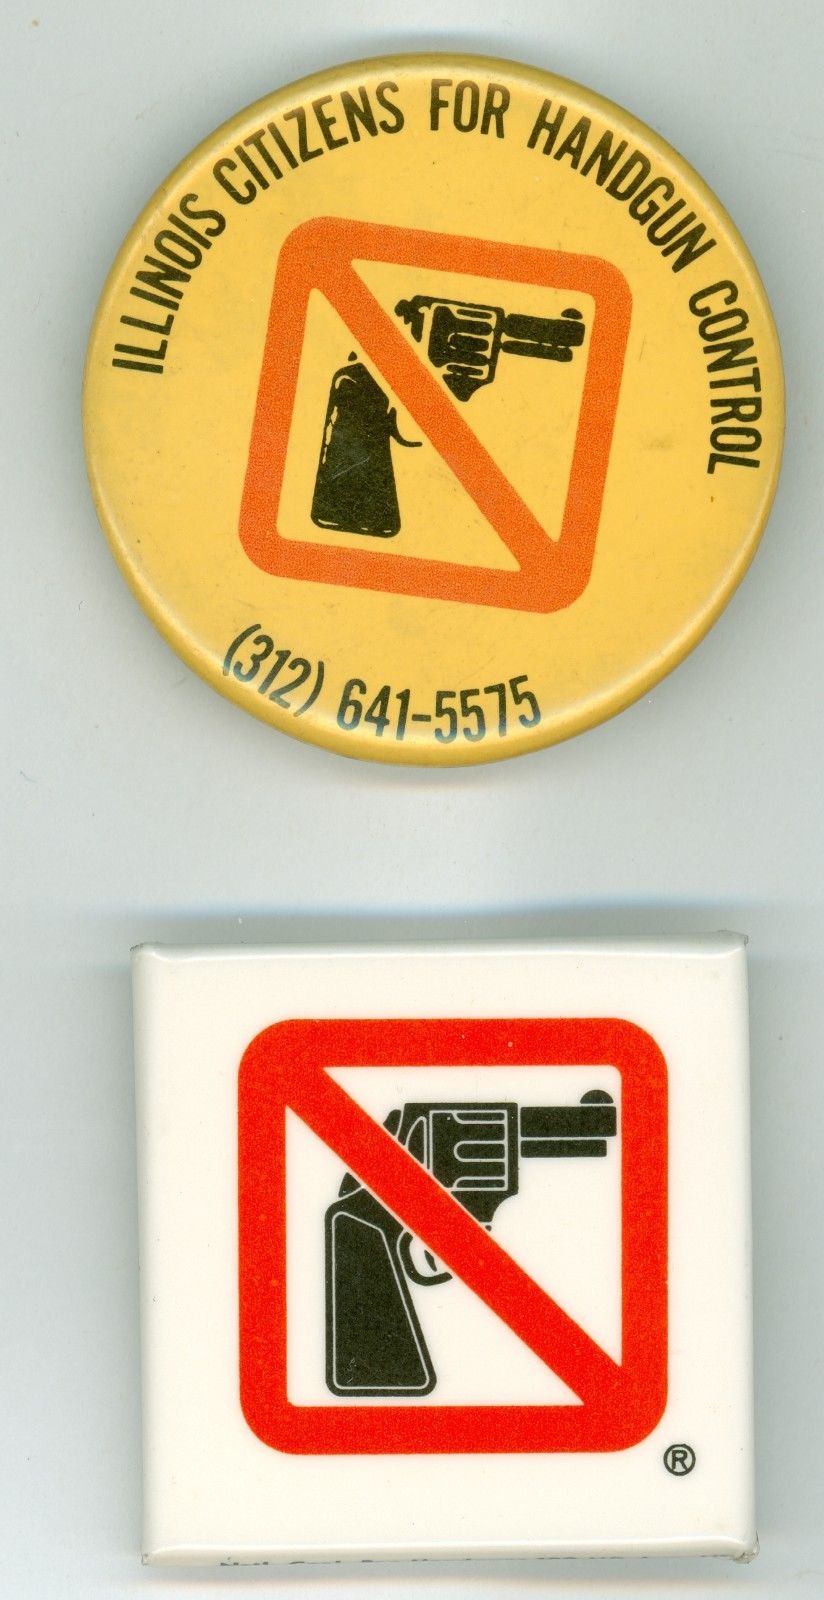 ILLINOIS CITIZENS FOR HANDGUN CONTROL
(312) 641-5575
®